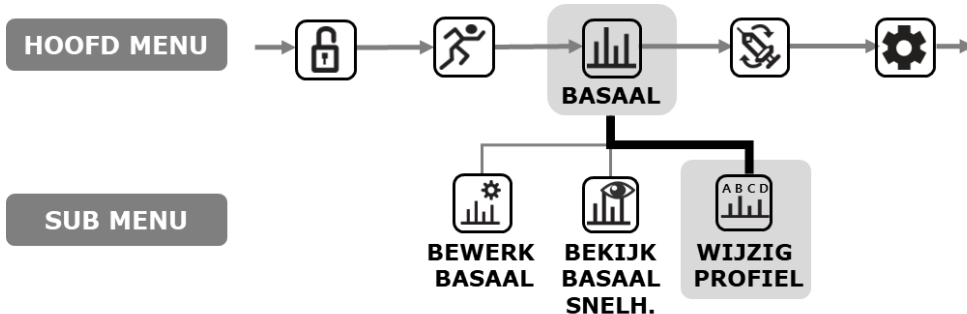 HOOFD MENU
BASAAL
SUB MENU
A B C D
BEWERK
BASAAL
BEKIJK
BASAAL
SNELH.
WIJZIG
PROFIEL